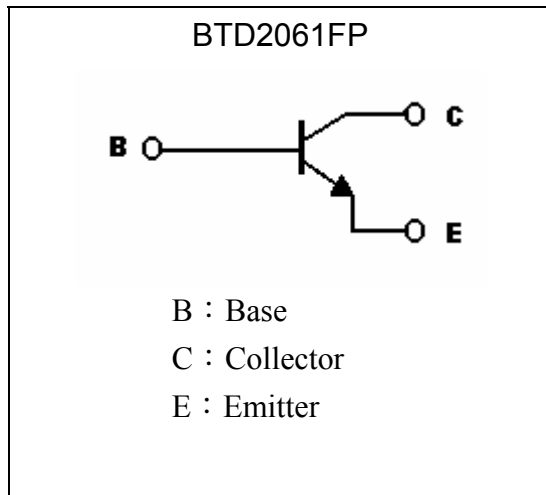 BTD2061FP
C
B
E
B：Base
C：Collector
E：Emitter